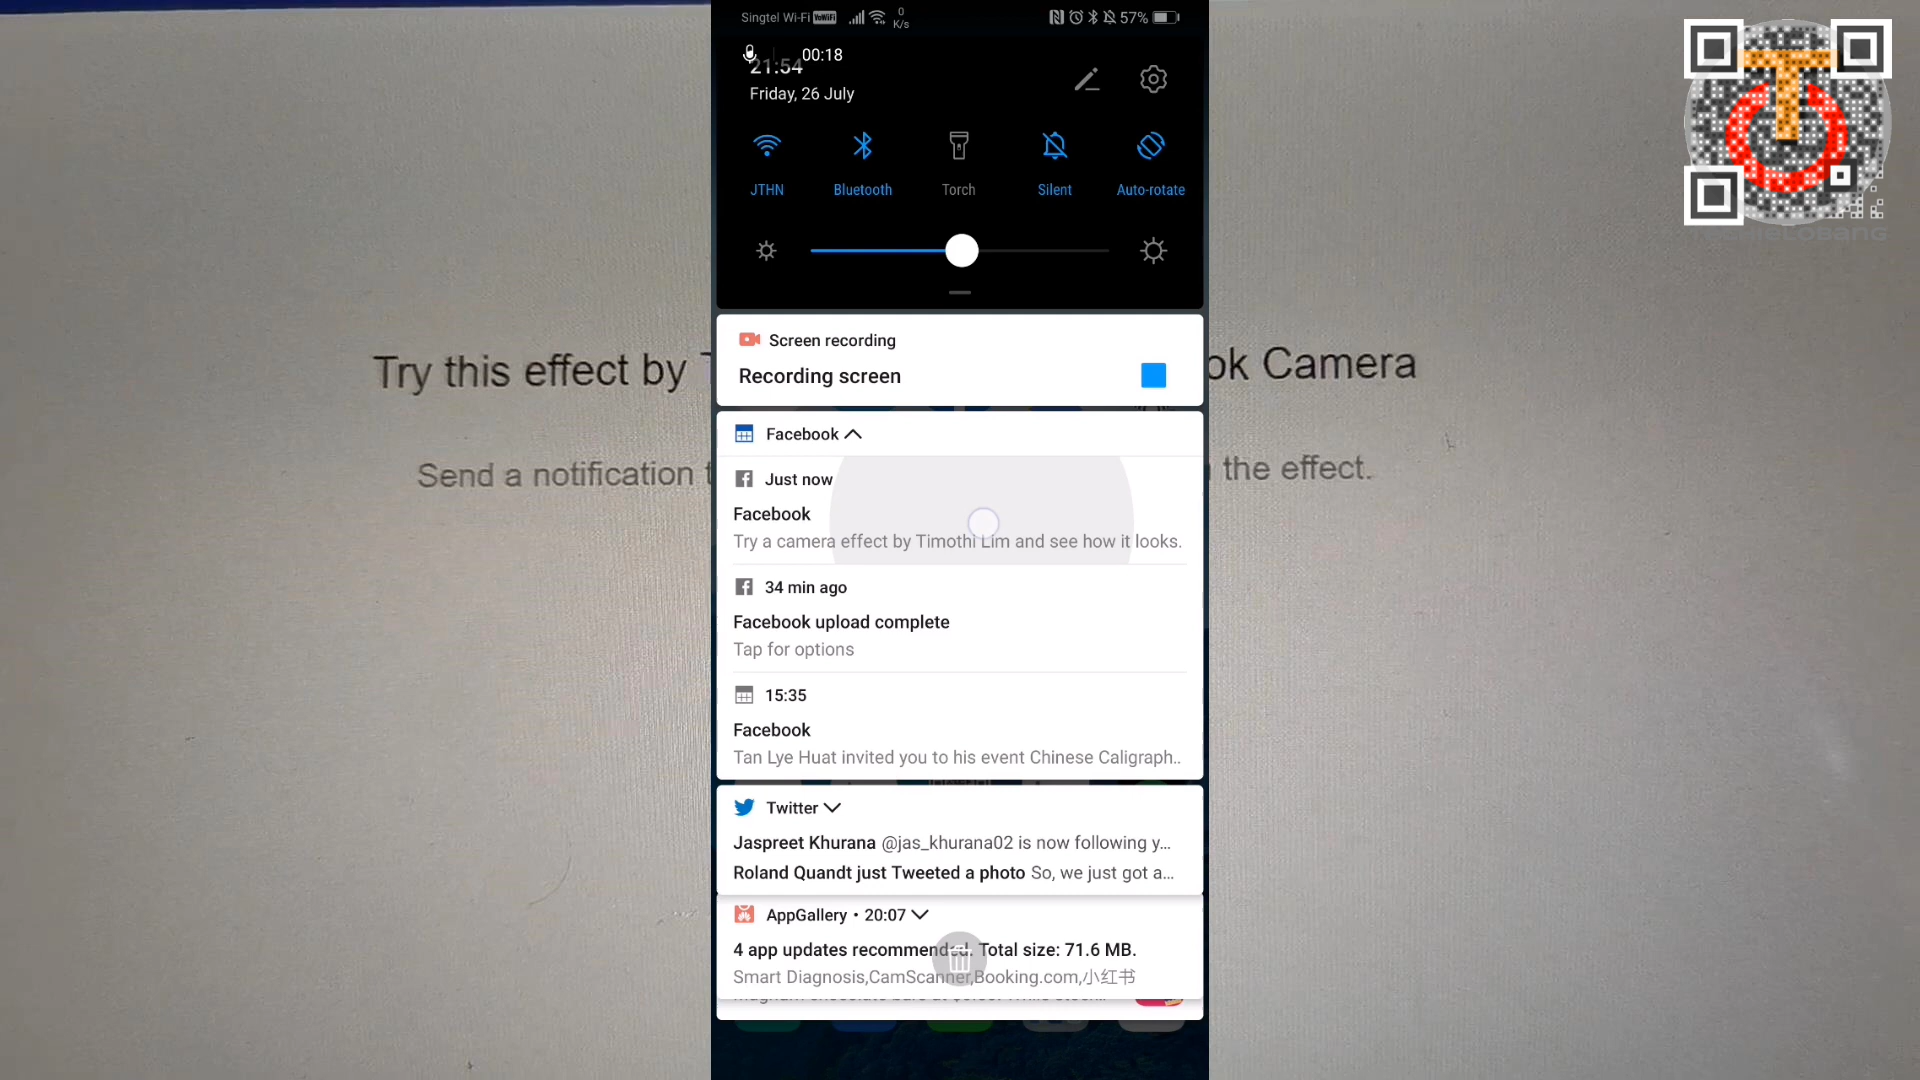 Singtel Wi-Fi VoWiFi 0 K/s 57%
00:18
21:54
Friday, 26 July
JTHN Bluetooth Torch Silent Auto-rotate
Screen recording
Recording screen
Try this effect by ok Camera
Facebook
Send a notification the effect.
Just now
Facebook
Try a camera effect by Timothi Lim and see how it looks.
34 min ago
Facebook upload complete
Tap for options
15:35
Facebook
Tan Lye Huat invited you to his event Chinese Caligraph..
Twitter
Jaspreet Khurana @jas_khurana02 is now following y...
Roland Quandt just Tweeted a photo So, we just got a...
AppGallery • 20:07
4 app updates recommended. Total size: 71.6 MB.
Smart Diagnosis,CamScanner,Booking.com,小红书